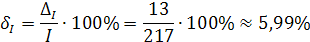 δ_I = Δ_I / I · 100% = 13 / 217 · 100% ≈ 5,99%